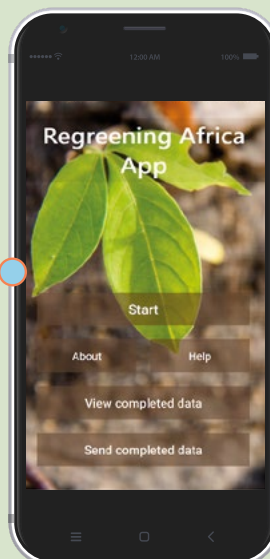 12:00 AM
100%
Regreening Africa
App
Start
About
Help
View completed data
Send completed data